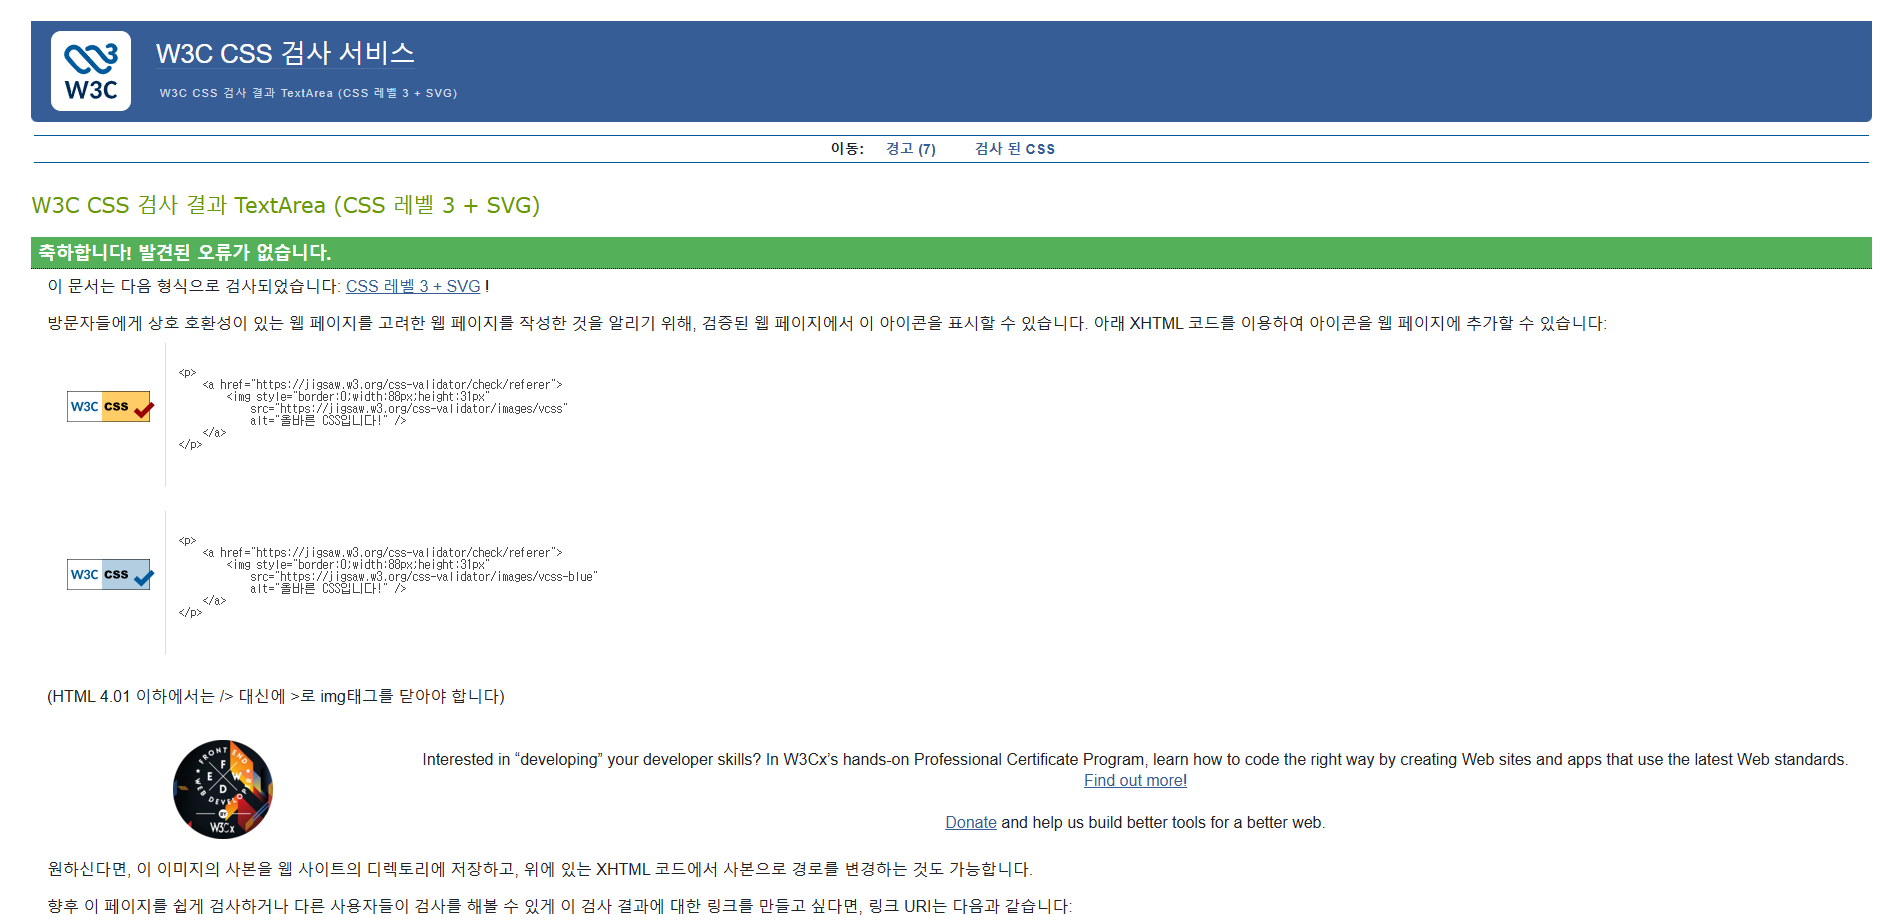 W3C
W3C CSS 검사 서비스
W3C CSS 검사 결과 TextArea (CSS 레벨 3 + SVG)
이동: 경고 (7) 검사 된 CSS
W3C CSS 검사 결과 TextArea (CSS 레벨 3 + SVG)
축하합니다! 발견된 오류가 없습니다.
이 문서는 다음 형식으로 검사되었습니다: CSS 레벨 3 + SVG !
방문자들에게 상호 호환성이 있는 웹 페이지를 고려한 웹 페이지를 작성한 것을 알리기 위해, 검증된 웹 페이지에서 이 아이콘을 표시할 수 있습니다. 아래 XHTML 코드를 이용하여 아이콘을 웹 페이지에 추가할 수 있습니다:
W3C CSS
<p>
<a href="https://jigsaw.w3.org/css-validator/check/referer">
<img style="border:0;width:88px;height:31px"
src="https://jigsaw.w3.org/css-validator/images/vcss"
alt="올바른 CSS입니다!" />
</a>
</p>
W3C CSS
<p>
<a href="https://jigsaw.w3.org/css-validator/check/referer">
<img style="border:0;width:88px;height:31px"
src="https://jigsaw.w3.org/css-validator/images/vcss-blue"
alt="올바른 CSS입니다!" />
</a>
</p>
(HTML 4.01 이하에서는 /> 대신에 >로 img태그를 닫아야 합니다)
FRONT END
F E W D
WEB DEVELOPER
W3Cx
Interested in “developing” your developer skills? In W3Cx’s hands-on Professional Certificate Program, learn how to code the right way by creating Web sites and apps that use the latest Web standards.
Find out more!
Donate and help us build better tools for a better web.
원하신다면, 이 이미지의 사본을 웹 사이트의 디렉토리에 저장하고, 위에 있는 XHTML 코드에서 사본으로 경로를 변경하는 것도 가능합니다.
향후 이 페이지를 쉽게 검사하거나 다른 사용자들이 검사를 해볼 수 있게 이 검사 결과에 대한 링크를 만들고 싶다면, 링크 URI는 다음과 같습니다: